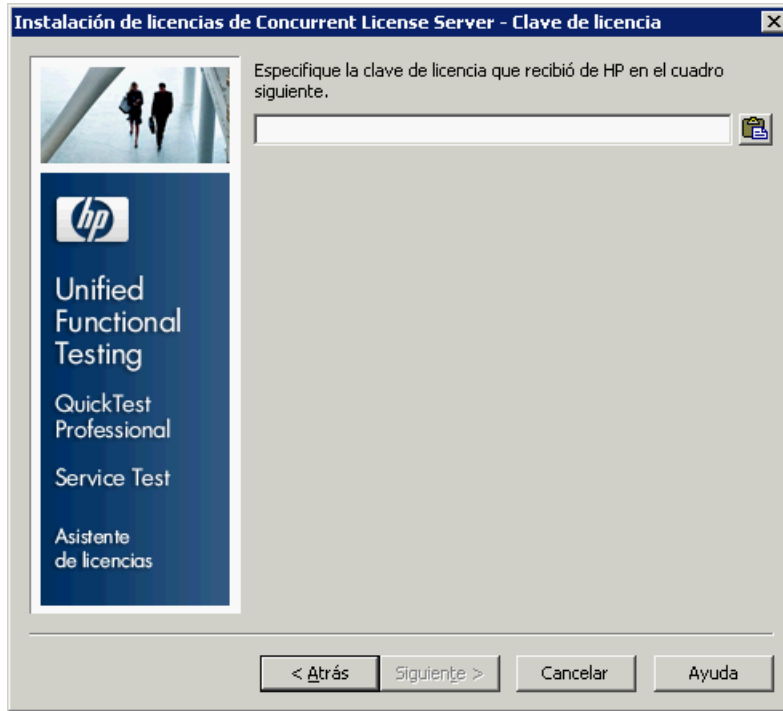 Instalación de licencias de Concurrent License Server - Clave de licencia
Especifique la clave de licencia que recibió de HP en el cuadro
siguiente.
hp
Unified
Functional
Testing
QuickTest
Professional
Service Test
Asistente
de licencias
< Atrás
Siguiente >
Cancelar
Ayuda